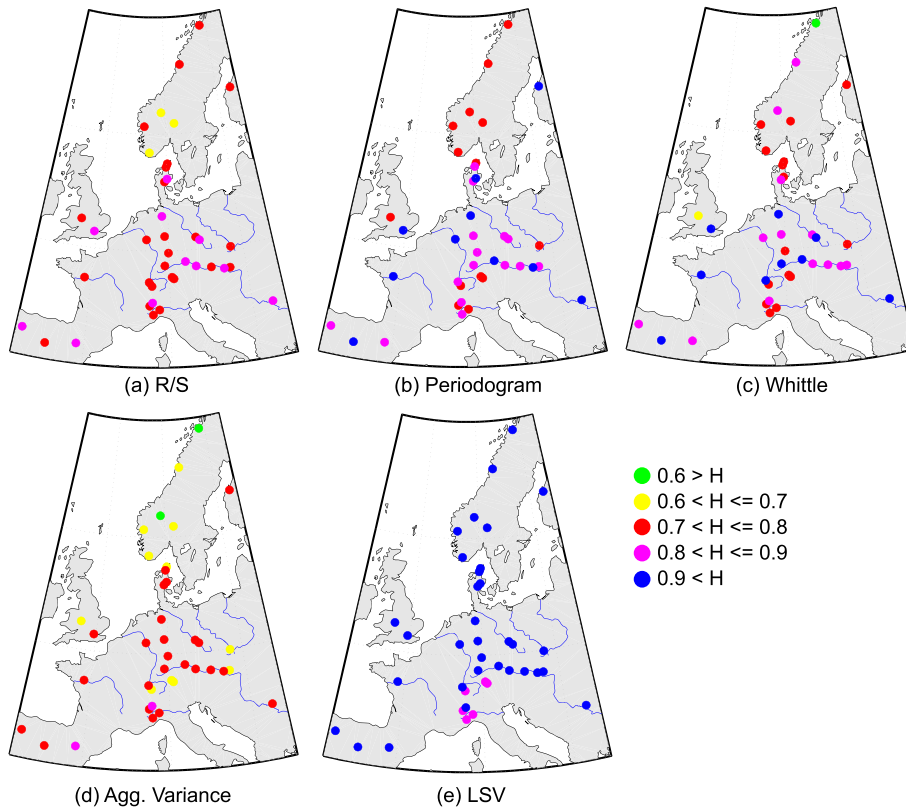 (a) R/S
(b) Periodogram
(c) Whittle
(d) Agg. Variance
(e) LSV
0.6 > H
0.6 < H <= 0.7
0.7 < H <= 0.8
0.8 < H <= 0.9
0.9 < H